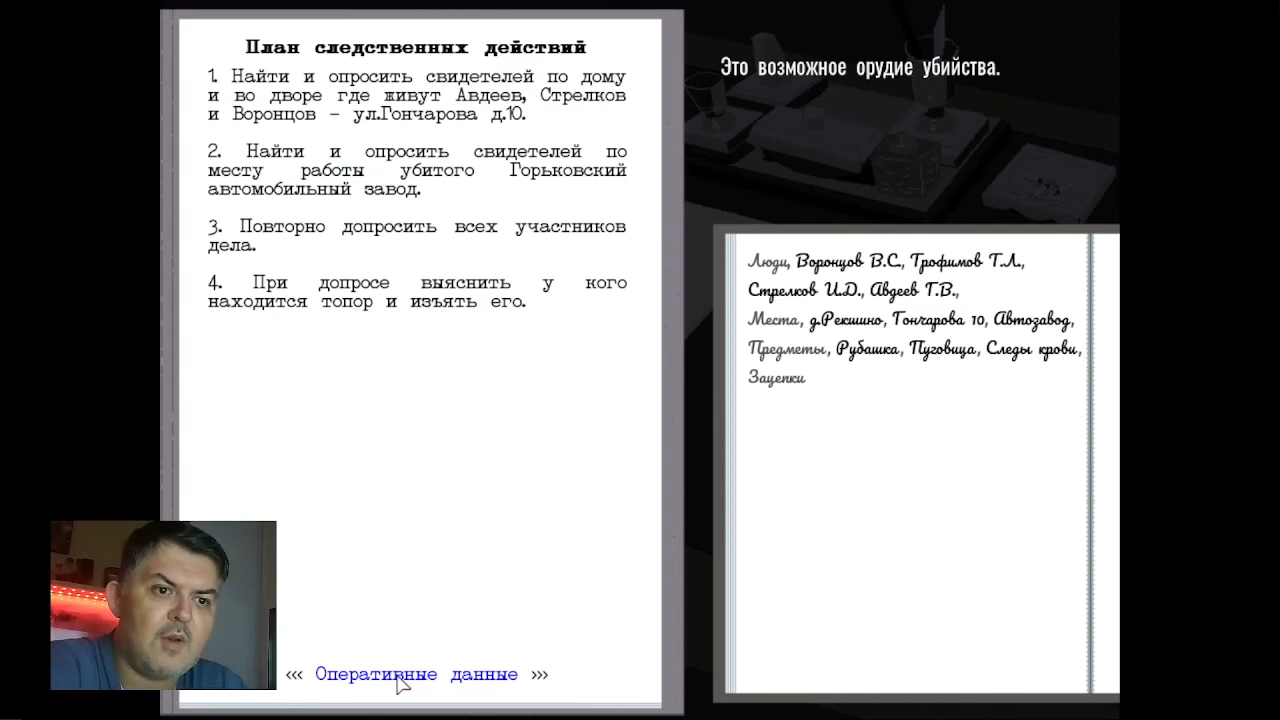 План следственных действий
1. Найти и опросить свидетелей по дому
и во дворе где живут Авдеев, Стрелков
и Воронцов - ул.Гончарова д.10.
2. Найти и опросить свидетелей по
месту работы убитого Горьковский
автомобильный завод.
3. Повторно допросить всех участников
дела.
4. При допросе выяснить у кого
находится топор и изъять его.
<<< Оперативные данные >>>
Это возможное орудие убийства.
Люди, Воронцов В.С., Трофимов Т.Л.,
Стрелков И.Д., Авдеев Г.В.,
Места, д.Рекшино, Гончарова 10, Автозавод,
Предметы, Рубашка, Пуговица, Следы крови,
Зацепки